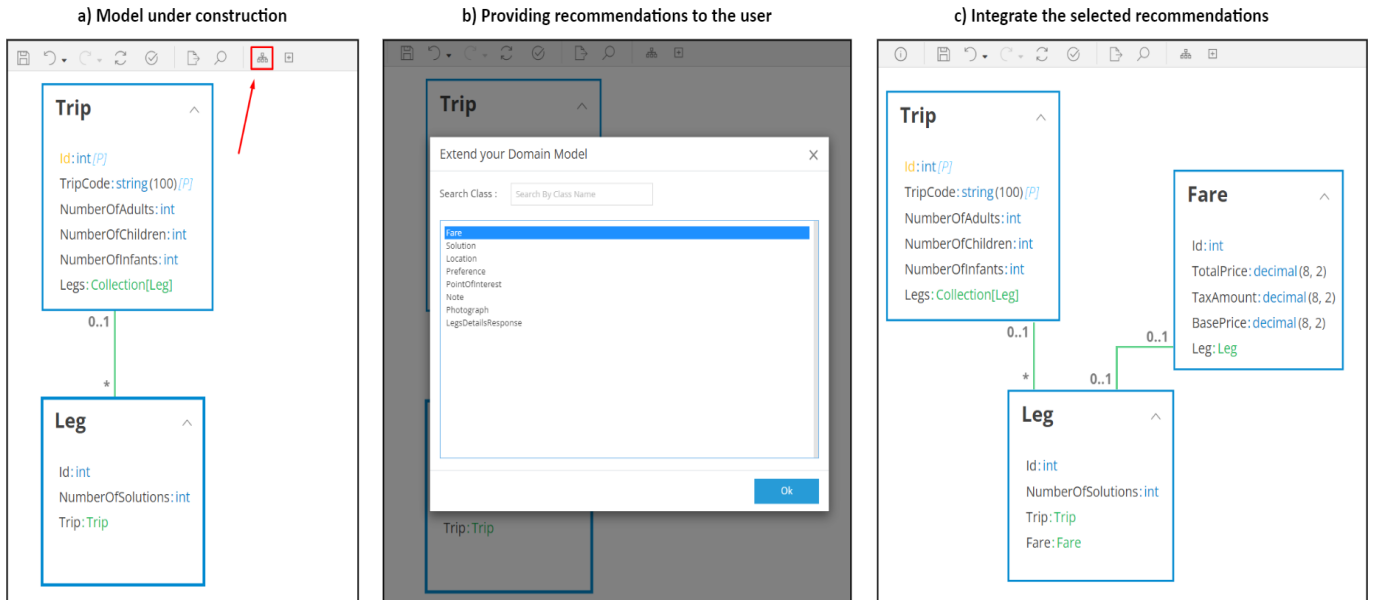 a) Model under construction
Trip
Id:int[P]
TripCode:string(100)[P]
NumberOfAdults:int
NumberOfChildren:int
NumberOfInfants:int
Legs:Collection[Leg]
0..1
*
Leg
Id:int
NumberOfSolutions:int
Trip:Trip
b) Providing recommendations to the user
Trip
Extend your Domain Model
Search Class :
Search By Class Name
Fare
Solution
Location
Preference
PointOfInterest
Note
Photograph
LegsDetailsResponse
Ok
Trip:Trip
c) Integrate the selected recommendations
Trip
Id:int[P]
TripCode:string(100)[P]
NumberOfAdults:int
NumberOfChildren:int
NumberOfInfants:int
Legs:Collection[Leg]
Fare
Id:int
TotalPrice:decimal(8, 2)
TaxAmount:decimal(8, 2)
BasePrice:decimal(8, 2)
Leg:Leg
0..1
0..1
*
0..1
Leg
Id:int
NumberOfSolutions:int
Trip:Trip
Fare:Fare